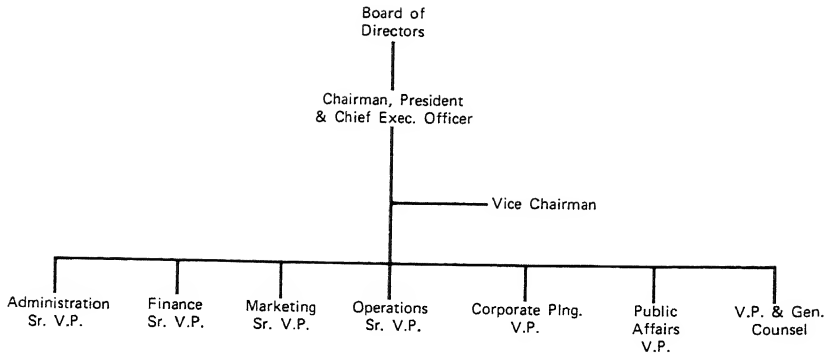 Board of
Directors
Chairman, President
& Chief Exec. Officer
Vice Chairman
Administration
Sr. V.P.
Finance
Sr. V.P.
Marketing
Sr. V.P.
Operations
Sr. V.P.
Corporate Plng.
V.P.
Public
Affairs
V.P.
V.P. & Gen.
Counsel